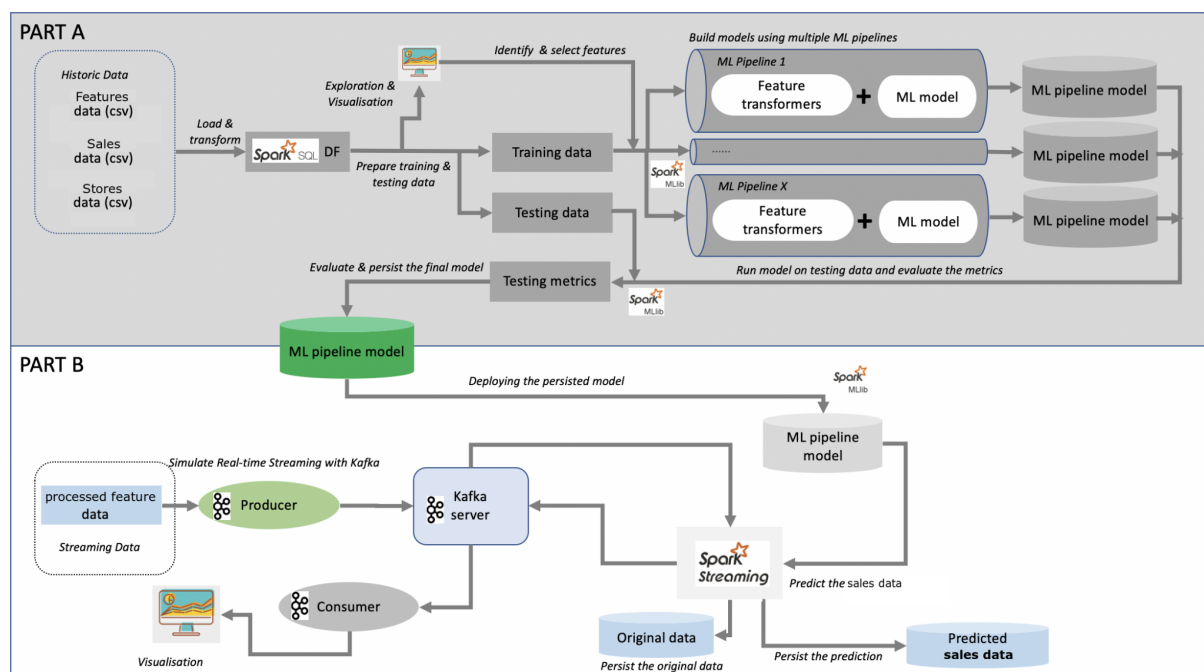 PART A
Historic Data
Features
data (csv)
Sales
data (csv)
Stores
data (csv)
Load &
transform
Spark SQL DF
Exploration &
Visualisation
Identify & select features
Prepare training &
testing data
Training data
Testing data
Spark
MLlib
Build models using multiple ML pipelines
ML Pipeline 1
Feature
transformers
+
ML model
ML pipeline model
......
ML pipeline model
ML Pipeline X
Feature
transformers
+
ML model
ML pipeline model
Run model on testing data and evaluate the metrics
Spark
MLlib
Testing metrics
Evaluate & persist the final model
ML pipeline model
PART B
Deploying the persisted model
Spark
MLlib
ML pipeline
model
Simulate Real-time Streaming with Kafka
processed feature
data
Streaming Data
Producer
Kafka
server
Spark
Streaming
Predict the sales data
Consumer
Visualisation
Original data
Persist the original data
Persist the prediction
Predicted
sales data